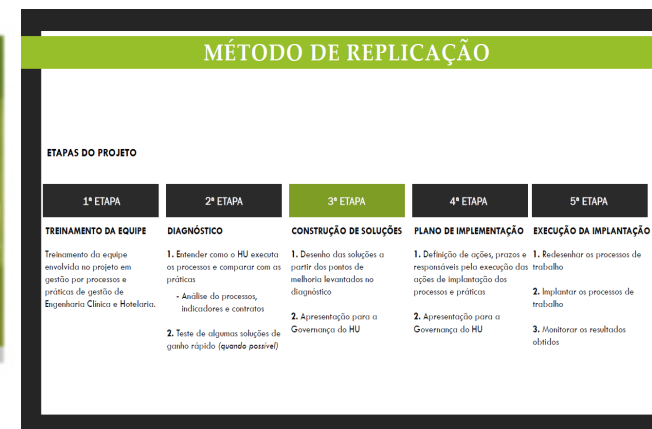 MÉTODO DE REPLICAÇÃO
ETAPAS DO PROJETO
1ª ETAPA
TREINAMENTO DA EQUIPE
Treinamento da equipe
envolvida no projeto em
gestão por processos e
práticas de gestão de
Engenharia Clínica e Hotelaria.
2ª ETAPA
DIAGNÓSTICO
1. Entender como o HU executa
os processos e comparar com as
práticas
- Análise do processos,
indicadores e contratos
2. Teste de algumas soluções de
ganho rápido (quando possível)
3ª ETAPA
CONSTRUÇÃO DE SOLUÇÕES
1. Desenho das soluções a
partir dos pontos de
melhoria levantados no
diagnóstico
2. Apresentação para a
Governança do HU
4ª ETAPA
PLANO DE IMPLEMENTAÇÃO
1. Definição de ações, prazos e
responsáveis pela execução das
ações de implantação dos
processos e práticas
2. Apresentação para a
Governança do HU
5ª ETAPA
EXECUÇÃO DA IMPLANTAÇÃO
1. Redesenhar os processos de
trabalho
2. Implantar os processos de
trabalho
3. Monitorar os resultados
obtidos